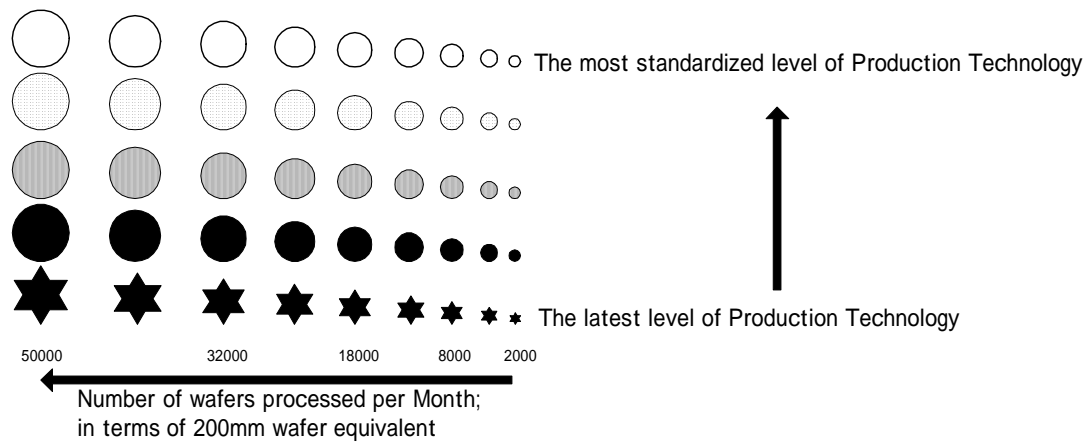 The most standardized level of Production Technology
The latest level of Production Technology
50000 32000 18000 8000 2000
Number of wafers processed per Month;
in terms of 200mm wafer equivalent